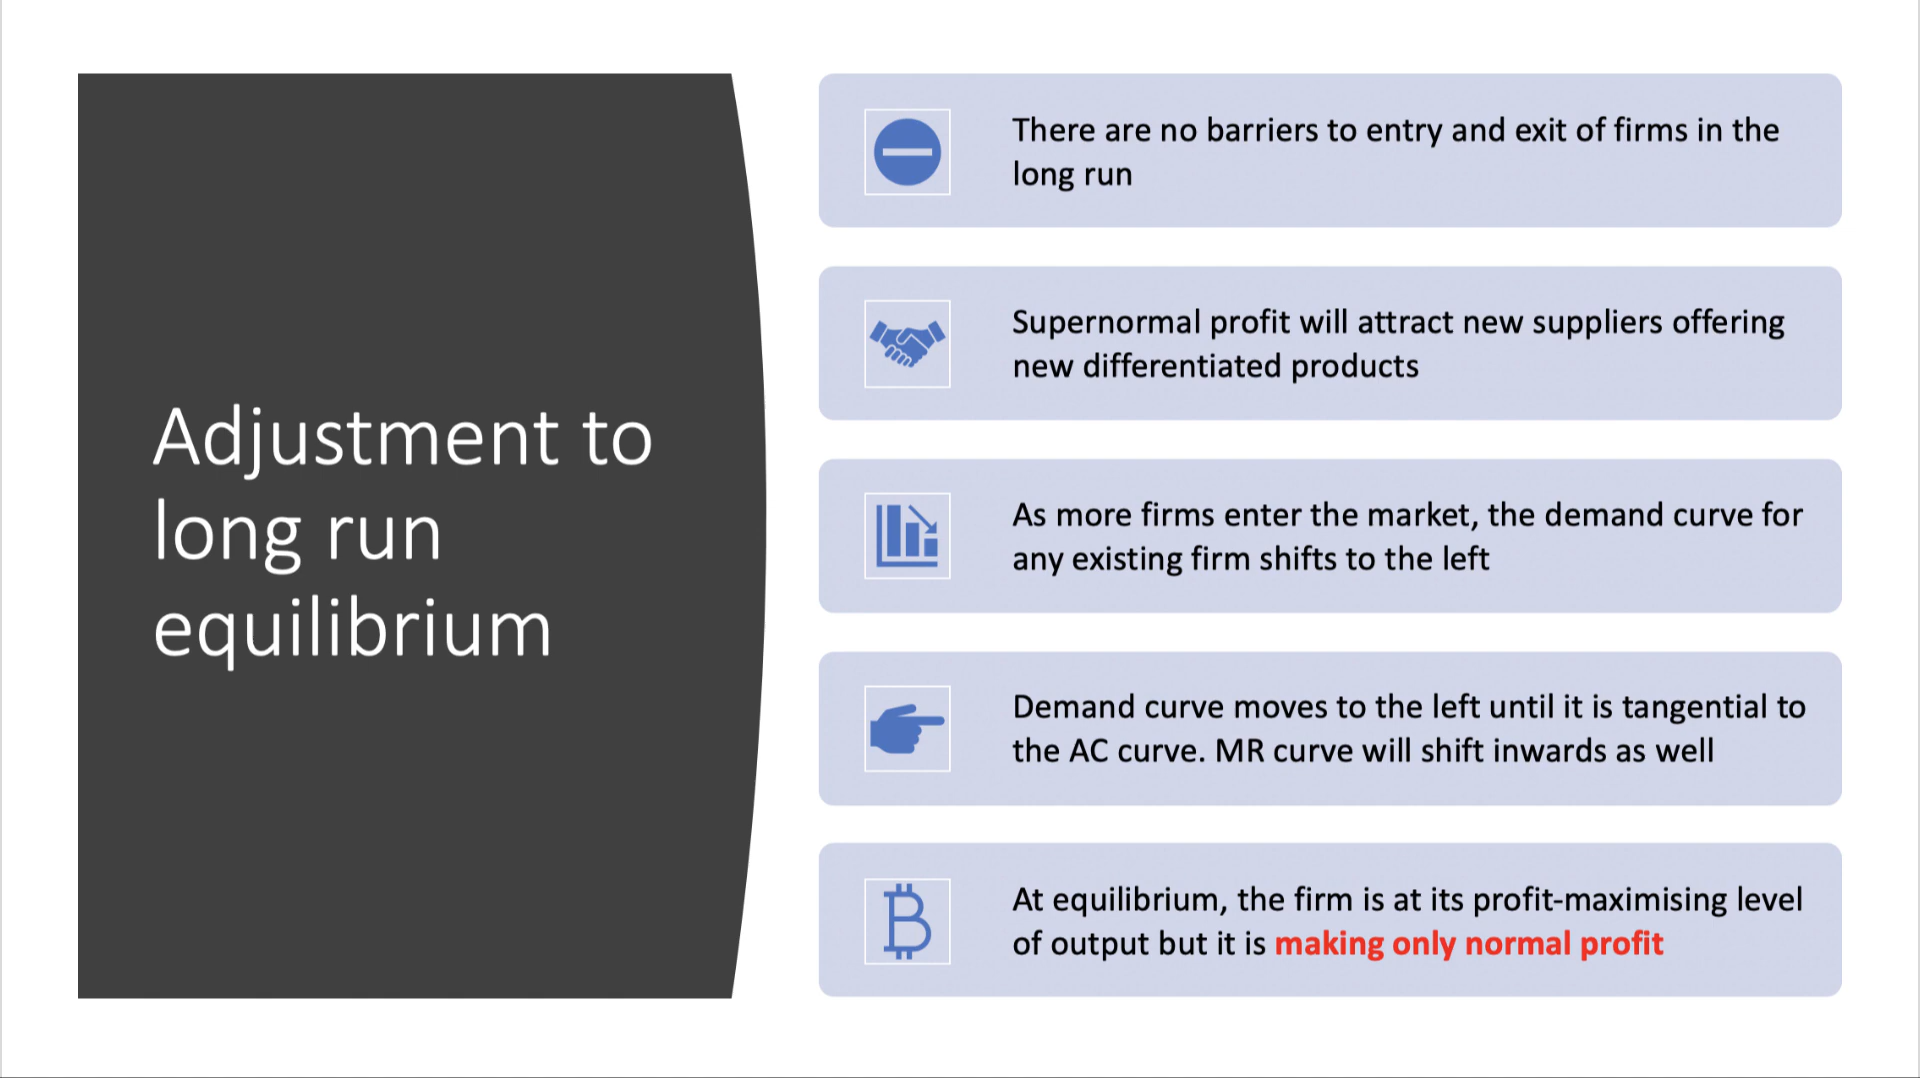 Adjustment to
long run
equilibrium
There are no barriers to entry and exit of firms in the
long run
Supernormal profit will attract new suppliers offering
new differentiated products
As more firms enter the market, the demand curve for
any existing firm shifts to the left
Demand curve moves to the left until it is tangential to
the AC curve. MR curve will shift inwards as well
At equilibrium, the firm is at its profit-maximising level
of output but it is making only normal profit